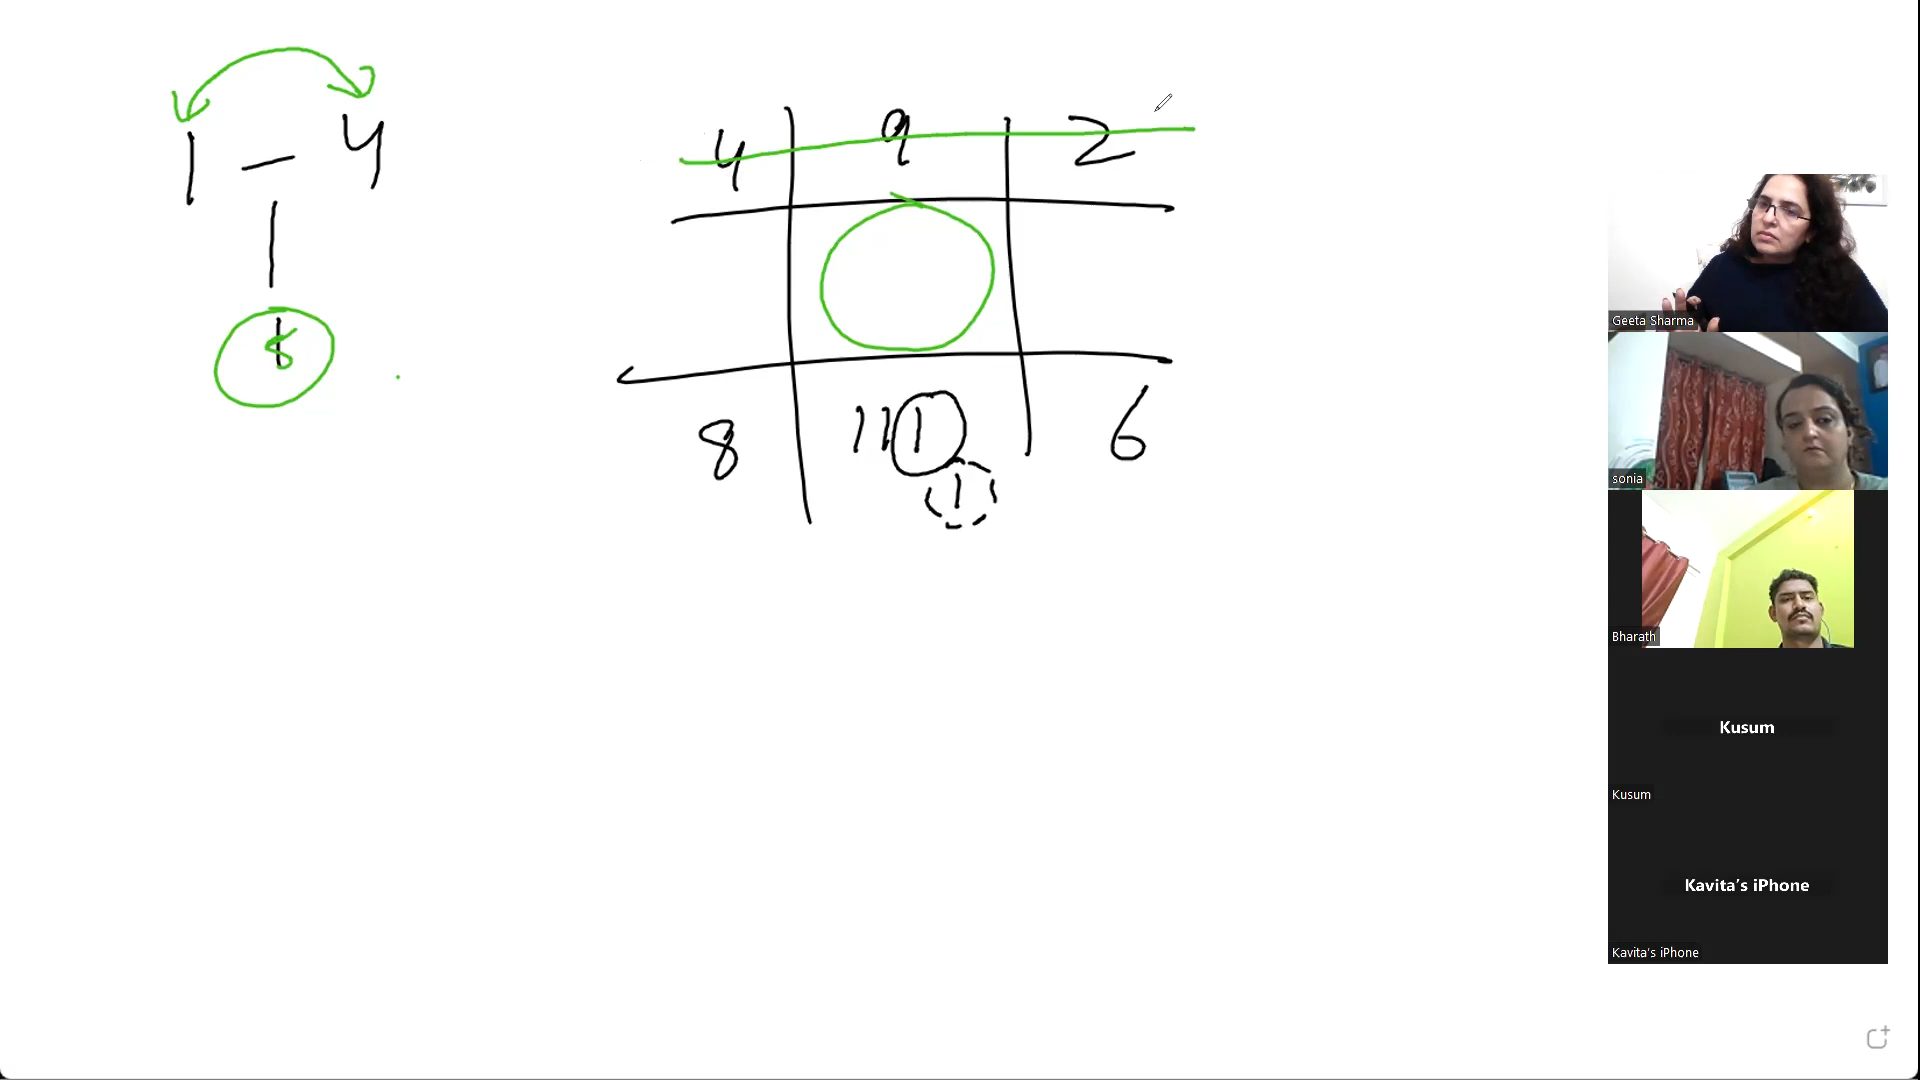 1 - 4
4 9 2
8 11 1 6
1
Geeta Sharma
sonia
Bharath
Kusum
Kusum
Kavita's iPhone
Kavita's iPhone